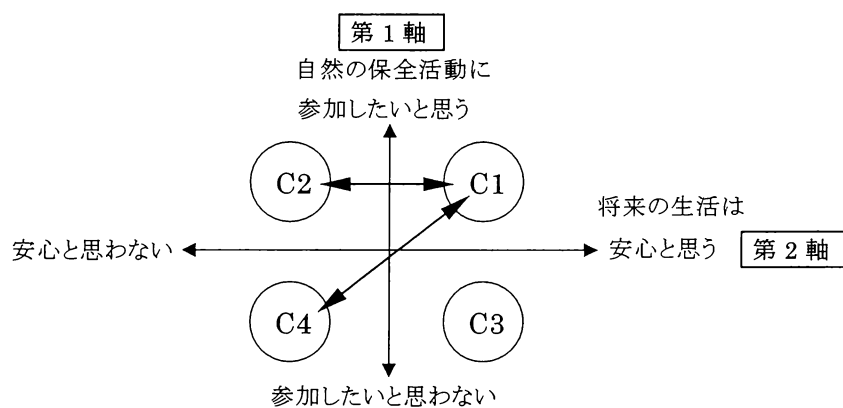 第1軸
自然の保全活動に
参加したいと思う
C2
C1
将来の生活は
安心と思わない
安心と思う
第2軸
C4
C3
参加したいと思わない